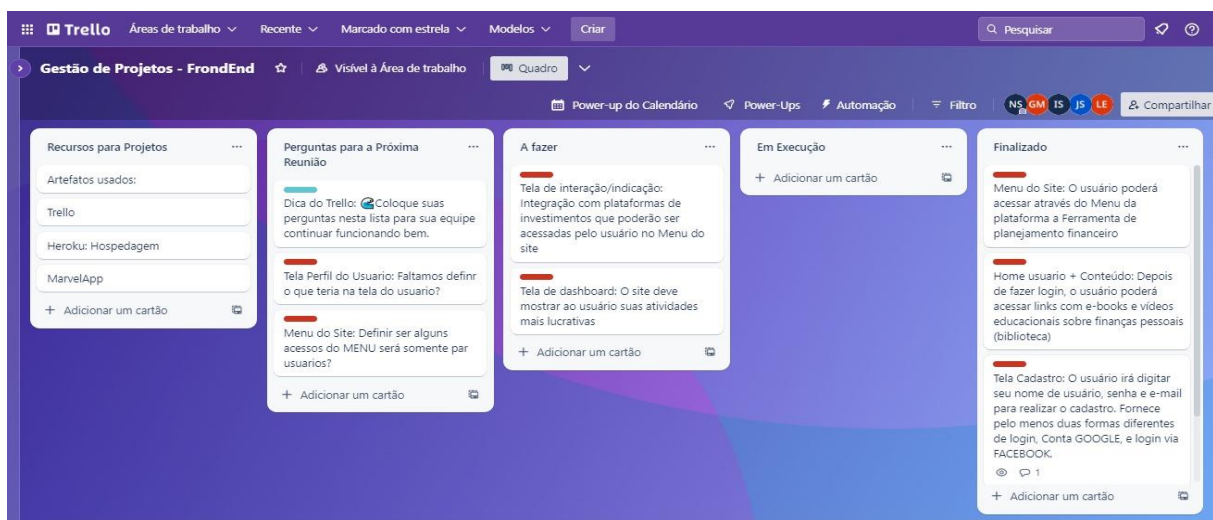 Trello Áreas de trabalho Recente Marcado com estrela Modelos Criar Pesquisar
Gestão de Projetos - FrondEnd Visível à Área de trabalho Quadro
Power-up do Calendário Power-Ups Automação Filtro NS GM IS JS LE Compartilhar
Recursos para Projetos
Artefatos usados:
Trello
Heroku: Hospedagem
MarvelApp
+ Adicionar um cartão
Perguntas para a Próxima
Reunião
Dica do Trello: 🌊Coloque suas
perguntas nesta lista para sua equipe
continuar funcionando bem.
Tela Perfil do Usuario: Faltamos definr
o que teria na tela do usuario?
Menu do Site: Definir ser alguns
acessos do MENU será somente par
usuarios?
+ Adicionar um cartão
A fazer
Tela de interação/indicação:
Integração com plataformas de
investimentos que poderão ser
acessadas pelo usuário no Menu do
site
Tela de dashboard: O site deve
mostrar ao usuário suas atividades
mais lucrativas
+ Adicionar um cartão
Em Execução
+ Adicionar um cartão
Finalizado
Menu do Site: O usuário poderá
acessar através do Menu da
plataforma a Ferramenta de
planejamento financeiro
Home usuario + Conteúdo: Depois
de fazer login, o usuário poderá
acessar links com e-books e vídeos
educacionais sobre finanças pessoais
(biblioteca)
Tela Cadastro: O usuário irá digitar
seu nome de usuário, senha e e-mail
para realizar o cadastro. Fornece
pelo menos duas formas diferentes
de login, Conta GOOGLE, e login via
FACEBOOK.
1
+ Adicionar um cartão